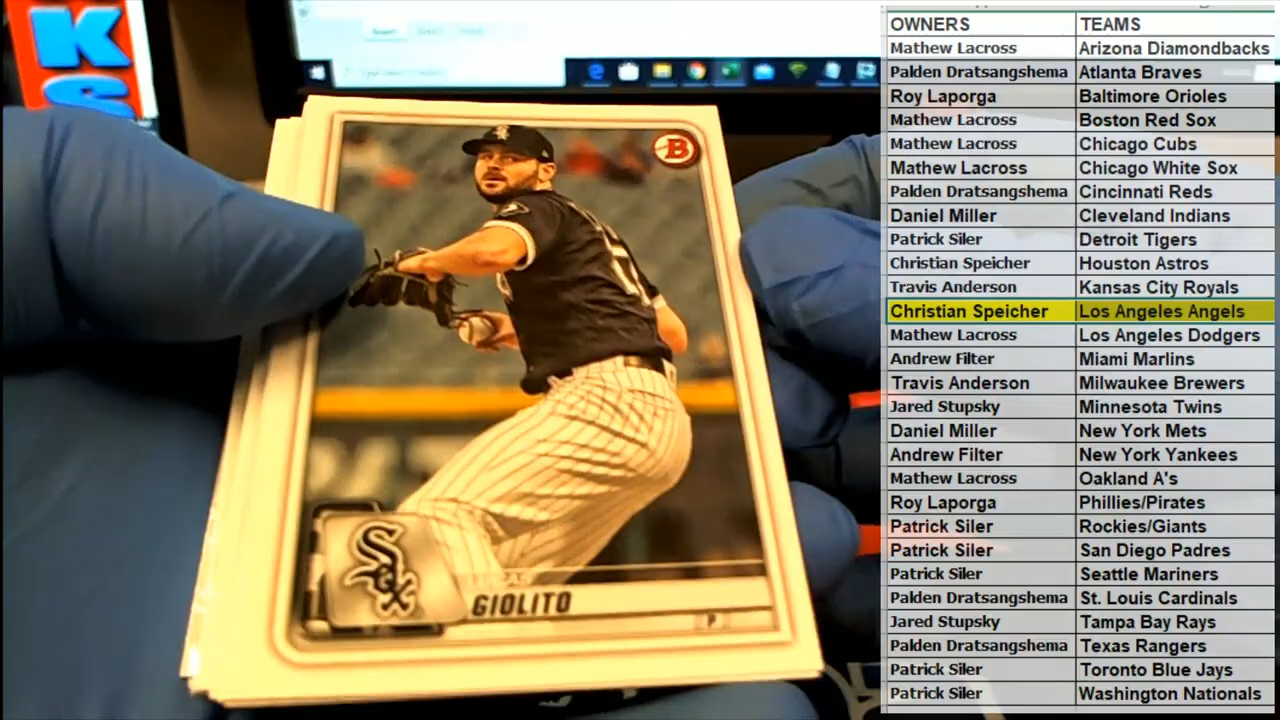 KS
B
Sox
GIOLITO
P
OWNERS TEAMS
Mathew Lacross Arizona Diamondbacks
Palden Dratsangshema Atlanta Braves
Roy Laporga Baltimore Orioles
Mathew Lacross Boston Red Sox
Mathew Lacross Chicago Cubs
Mathew Lacross Chicago White Sox
Palden Dratsangshema Cincinnati Reds
Daniel Miller Cleveland Indians
Patrick Siler Detroit Tigers
Christian Speicher Houston Astros
Travis Anderson Kansas City Royals
Christian Speicher Los Angeles Angels
Mathew Lacross Los Angeles Dodgers
Andrew Filter Miami Marlins
Travis Anderson Milwaukee Brewers
Jared Stupsky Minnesota Twins
Daniel Miller New York Mets
Andrew Filter New York Yankees
Mathew Lacross Oakland A's
Roy Laporga Phillies/Pirates
Patrick Siler Rockies/Giants
Patrick Siler San Diego Padres
Patrick Siler Seattle Mariners
Palden Dratsangshema St. Louis Cardinals
Jared Stupsky Tampa Bay Rays
Palden Dratsangshema Texas Rangers
Patrick Siler Toronto Blue Jays
Patrick Siler Washington Nationals